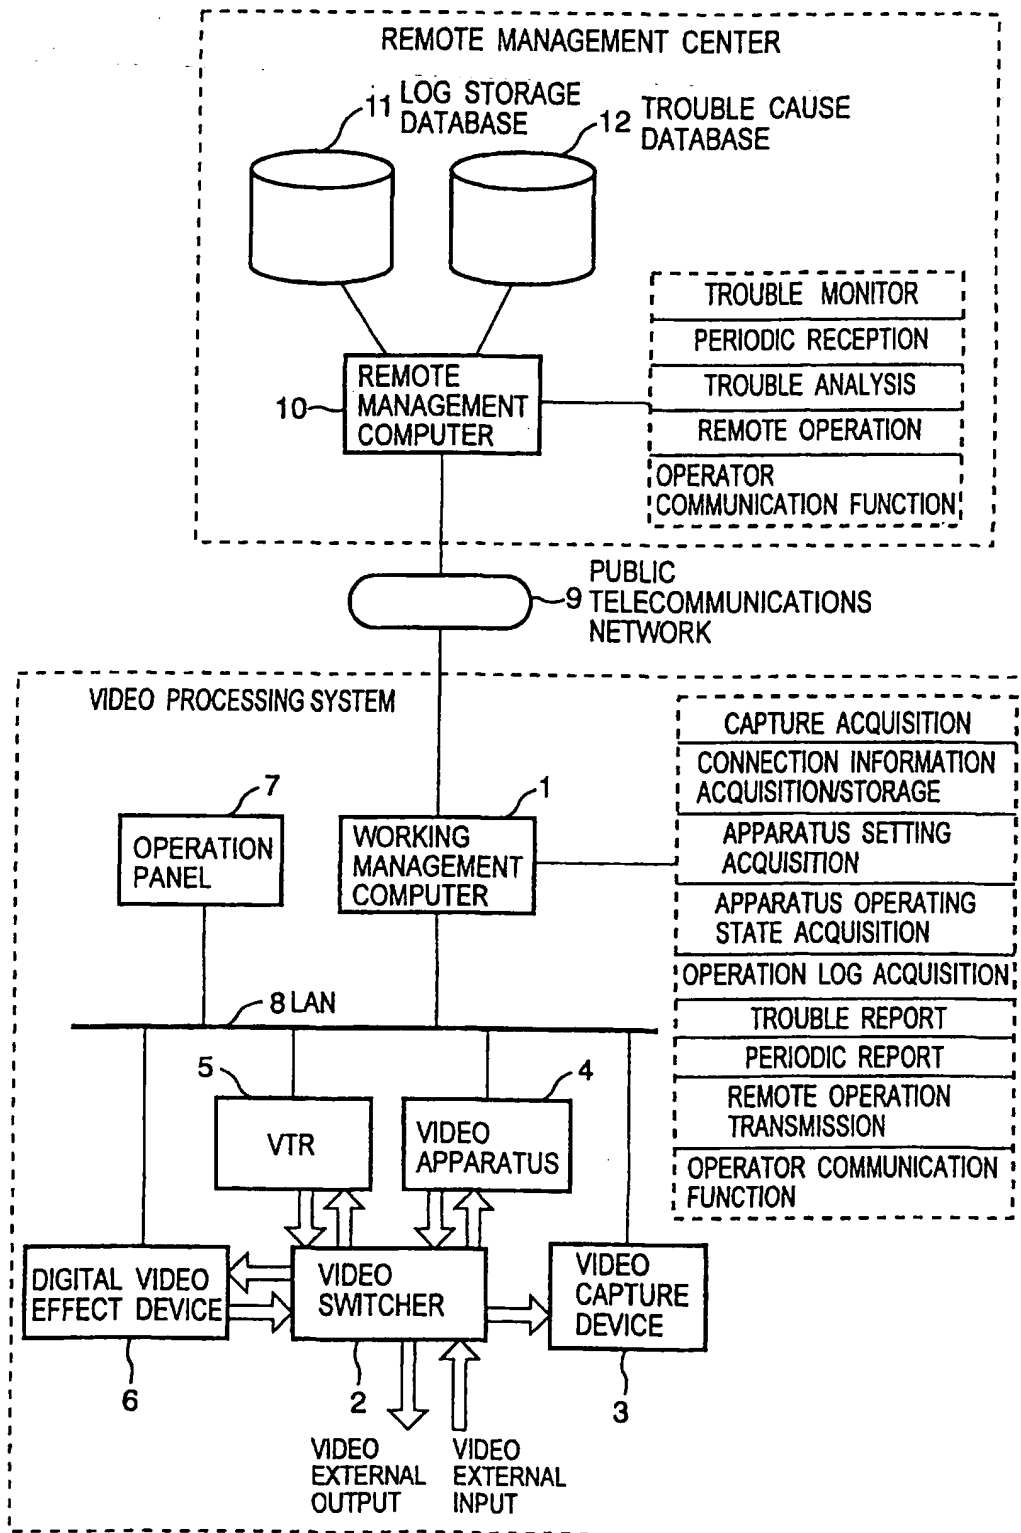 REMOTE MANAGEMENT CENTER
11 LOG STORAGE
DATABASE
12 TROUBLE CAUSE
DATABASE
TROUBLE MONITOR
PERIODIC RECEPTION
TROUBLE ANALYSIS
REMOTE OPERATION
OPERATOR
COMMUNICATION FUNCTION
10
REMOTE
MANAGEMENT
COMPUTER
9
PUBLIC
TELECOMMUNICATIONS
NETWORK
VIDEO PROCESSING SYSTEM
CAPTURE ACQUISITION
CONNECTION INFORMATION
ACQUISITION/STORAGE
APPARATUS SETTING
ACQUISITION
APPARATUS OPERATING
STATE ACQUISITION
OPERATION LOG ACQUISITION
TROUBLE REPORT
PERIODIC REPORT
REMOTE OPERATION
TRANSMISSION
OPERATOR COMMUNICATION
FUNCTION
7
OPERATION
PANEL
1
WORKING
MANAGEMENT
COMPUTER
8 LAN
5
VTR
4
VIDEO
APPARATUS
DIGITAL VIDEO
EFFECT DEVICE
6
VIDEO
SWITCHER
2
VIDEO
CAPTURE
DEVICE
3
VIDEO
EXTERNAL
OUTPUT
VIDEO
EXTERNAL
INPUT